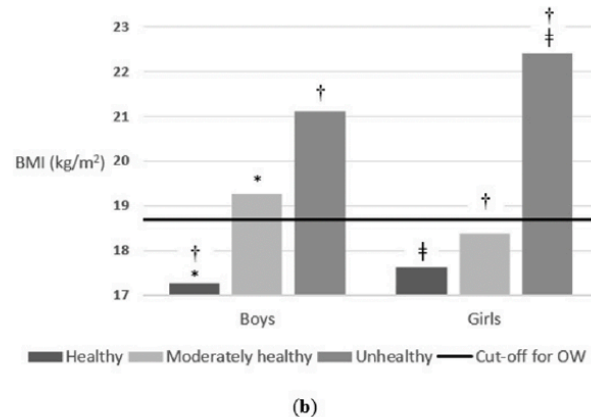 23
22
21
20
19
18
17
BMI (kg/m²)
†
*
*
†
ǂ
†
†
ǂ
Boys Girls
Healthy Moderately healthy Unhealthy Cut-off for OW
(b)